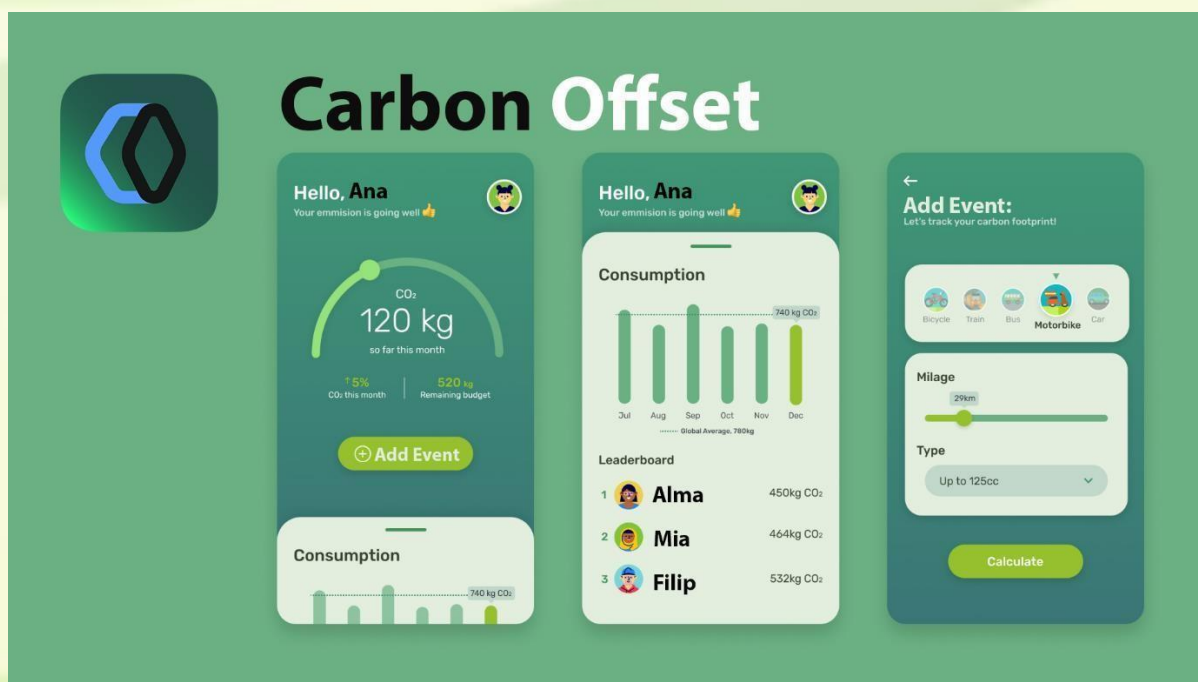 Carbon Offset
Hello, Ana
Your emmision is going well
CO₂
120 kg
so far this month
↑5%
CO₂ this month
520 kg
Remaining budget
Add Event
Consumption
740 kg CO₂
Hello, Ana
Your emmision is going well
Consumption
740 kg CO₂
Jul Aug Sep Oct Nov Dec
Global Average, 780kg
Leaderboard
1 Alma 450kg CO₂
2 Mia 464kg CO₂
3 Filip 532kg CO₂
Add Event:
Let's track your carbon footprint!
Bicycle Train Bus Motorbike Car
Milage
29km
Type
Up to 125cc
Calculate